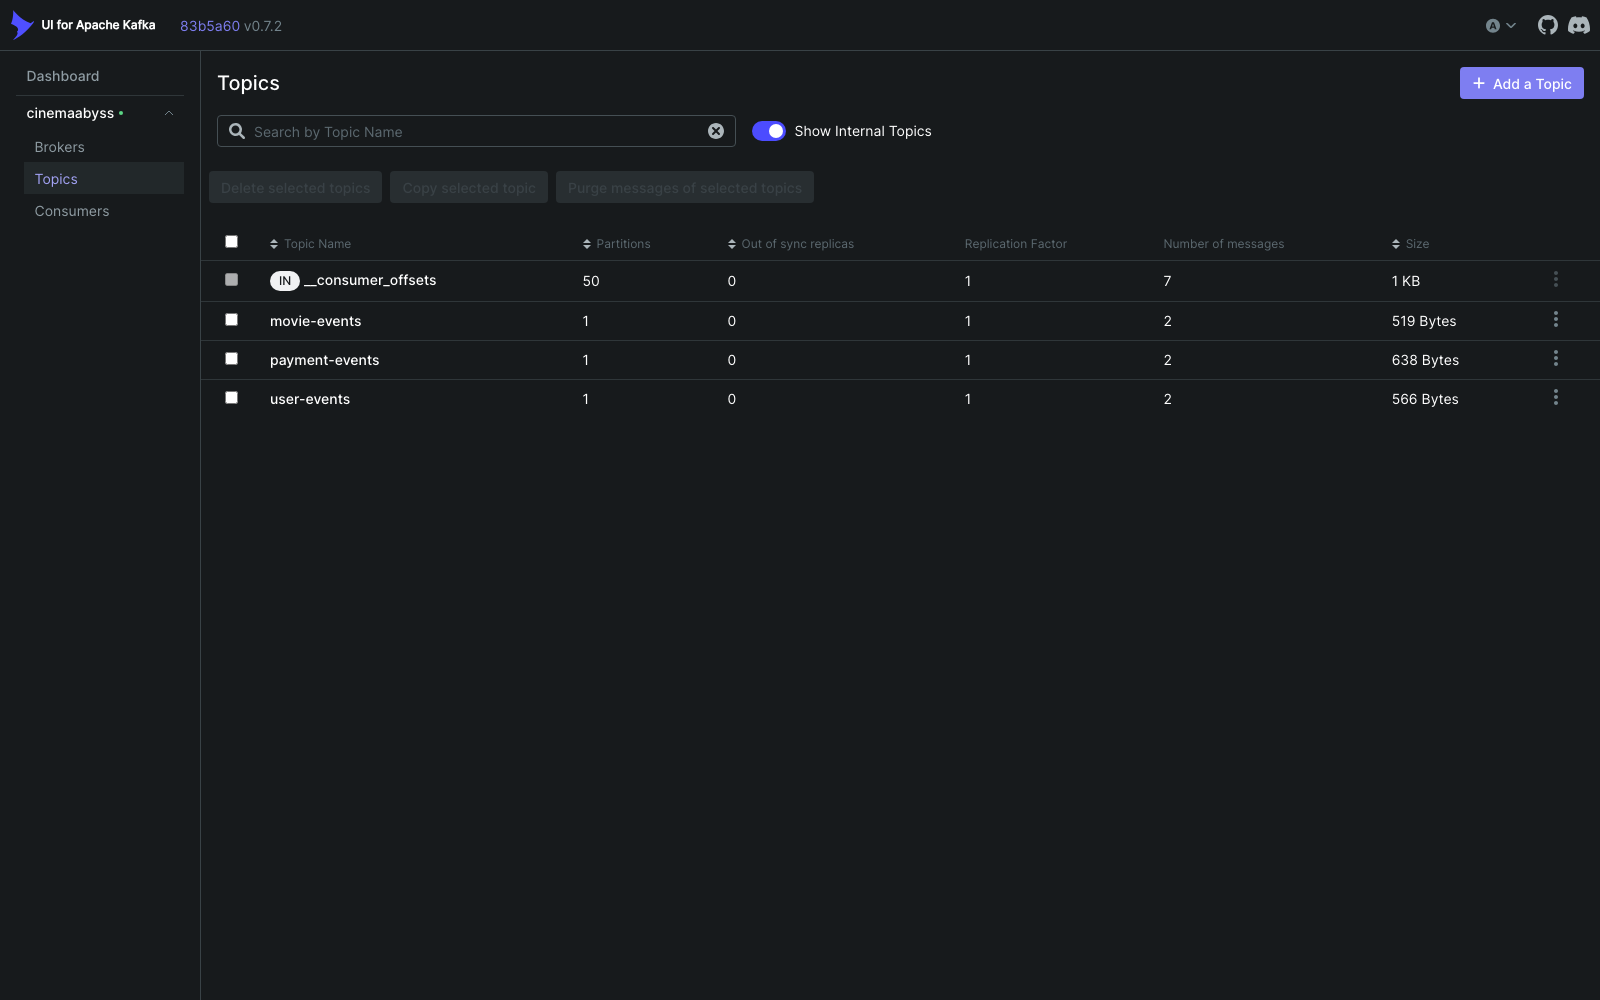 UI for Apache Kafka 83b5a60 v0.7.2 A
Dashboard
cinemaabyss
Brokers
Topics
Consumers
Topics
Add a Topic
Search by Topic Name
Show Internal Topics
Delete selected topics Copy selected topic Purge messages of selected topics
Topic Name Partitions Out of sync replicas Replication Factor Number of messages Size
IN __consumer_offsets 50 0 1 7 1 KB
movie-events 1 0 1 2 519 Bytes
payment-events 1 0 1 2 638 Bytes
user-events 1 0 1 2 566 Bytes